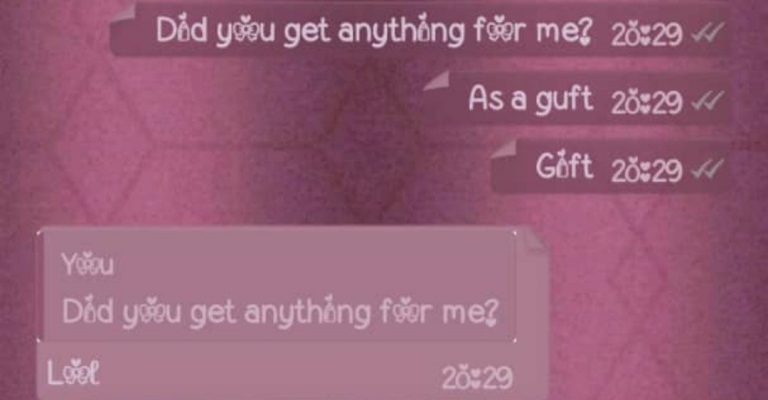 Did you get anything for me? 20:29
As a guft 20:29
Gift 20:29
You
Did you get anything for me?
Lool 20:29